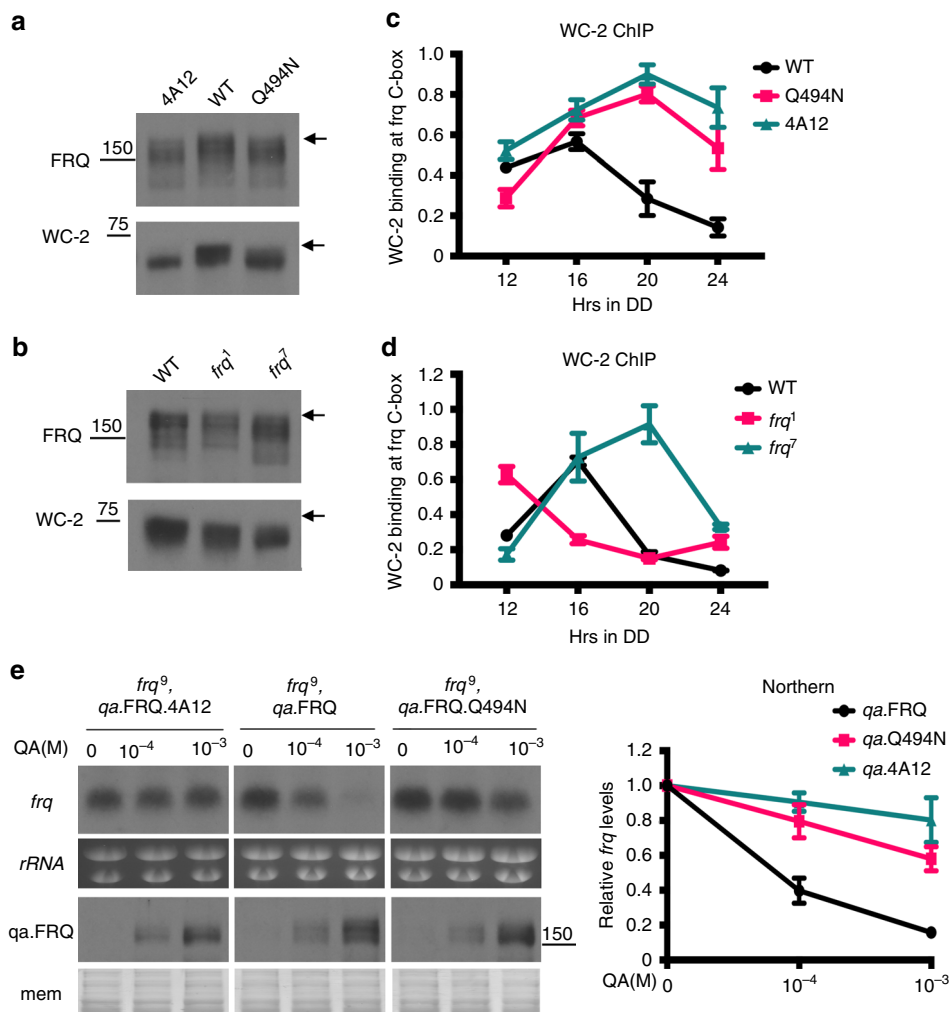 a
4A12 WT Q494N
FRQ 150
WC-2 75
b
WT frq¹ frq⁷
FRQ 150
WC-2 75
c
WC-2 ChIP
WT
Q494N
4A12
WC-2 binding at frq C-box
1.0
0.8
0.6
0.4
0.2
0
12 16 20 24
Hrs in DD
d
WC-2 ChIP
WT
frq¹
frq⁷
WC-2 binding at frq C-box
1.2
1.0
0.8
0.6
0.4
0.2
0
12 16 20 24
Hrs in DD
e
frq⁹, frq⁹, frq⁹,
qa.FRQ.4A12 qa.FRQ qa.FRQ.Q494N
QA(M) 0 10⁻⁴ 10⁻³ 0 10⁻⁴ 10⁻³ 0 10⁻⁴ 10⁻³
frq
rRNA
qa.FRQ 150
mem
Northern
qa.FRQ
qa.Q494N
qa.4A12
Relative frq levels
1.2
1.0
0.8
0.6
0.4
0.2
0
QA(M) 0 10⁻⁴ 10⁻³